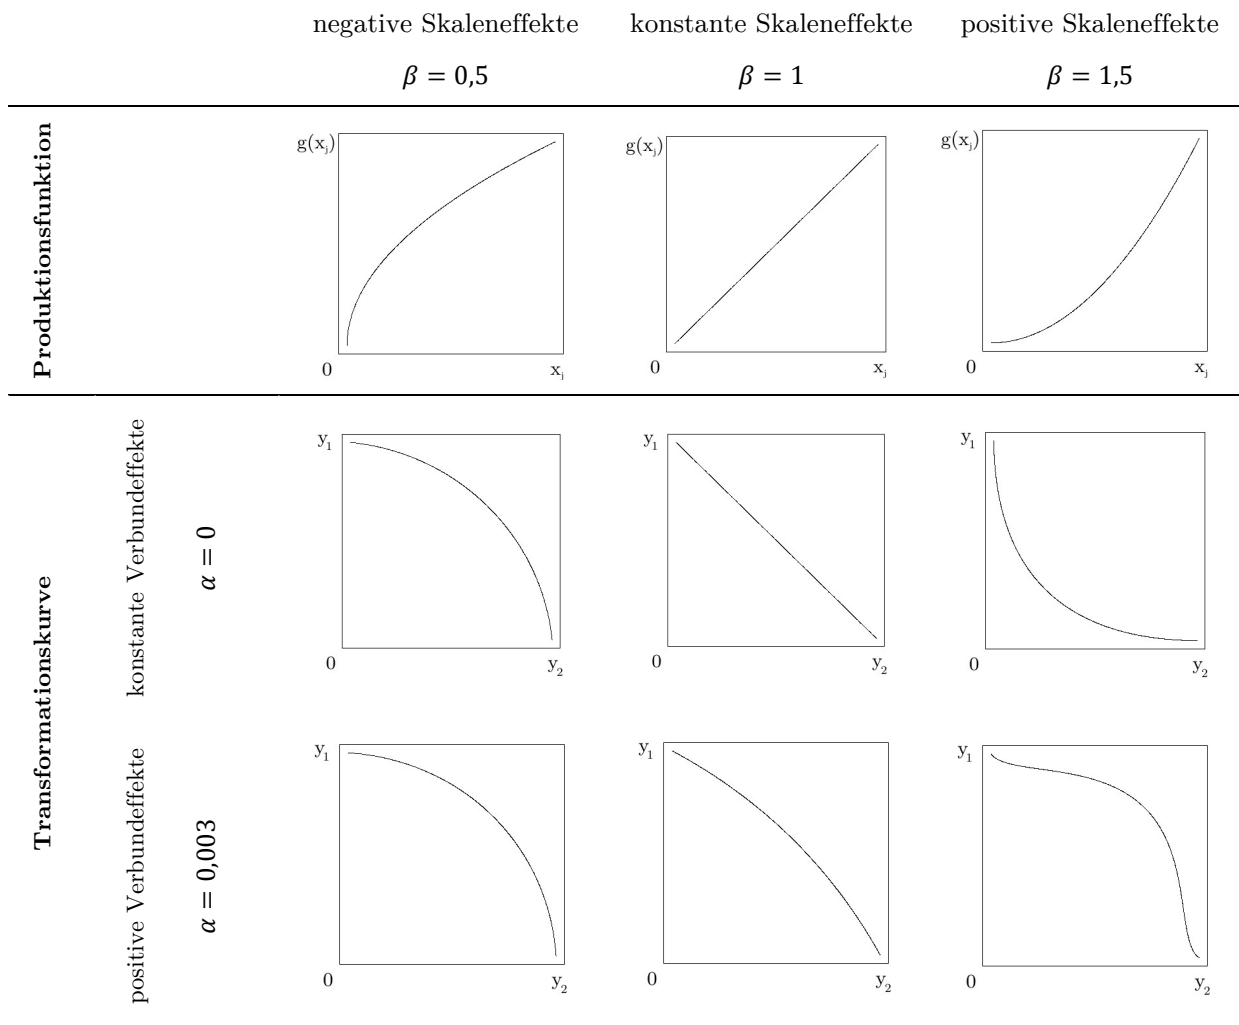 negative Skaleneffekte konstante Skaleneffekte positive Skaleneffekte
β = 0,5 β = 1 β = 1,5
Produktionsfunktion
g(xj) g(xj) g(xj)
0 xj 0 xj 0 xj
Transformationskurve
konstante Verbundeffekte
α = 0
y1 y1 y1
0 y2 0 y2 0 y2
positive Verbundeffekte
α = 0,003
y1 y1 y1
0 y2 0 y2 0 y2